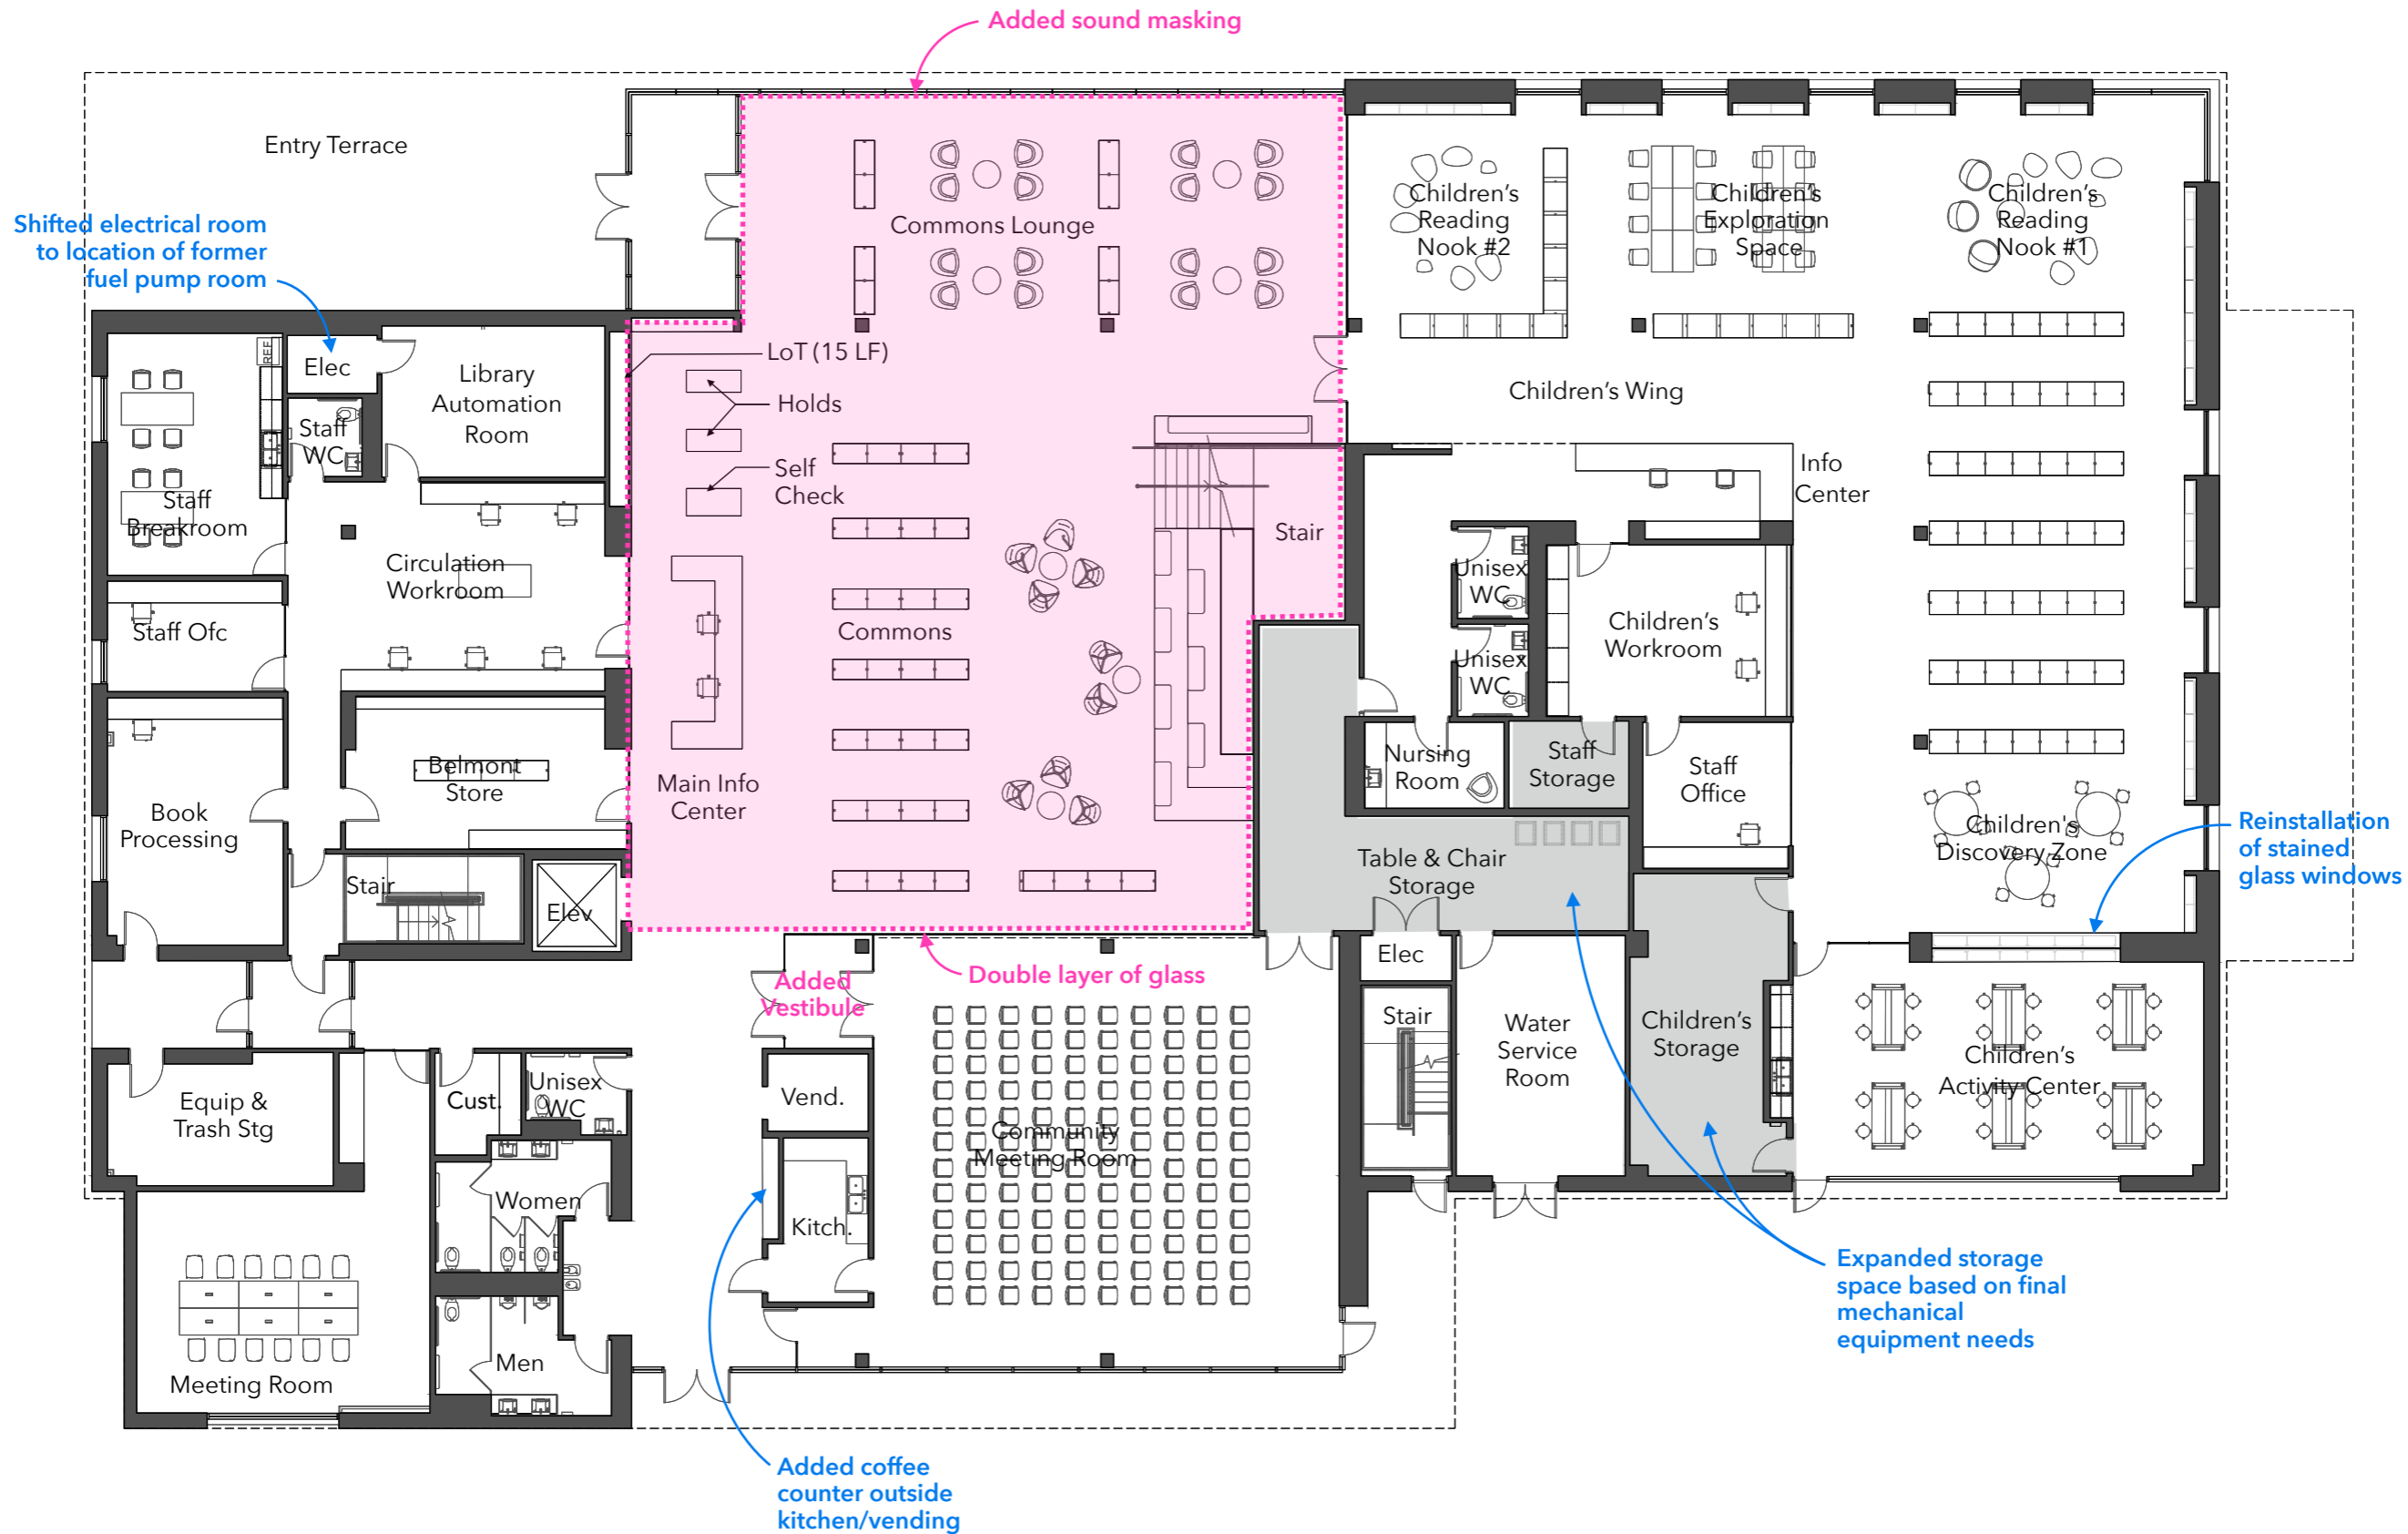 Added sound masking
Entry Terrace
Shifted electrical room
to location of former
fuel pump room
Commons Lounge
Children's
Reading
Nook #2
Children's
Exploration
Space
Children's
Reading
Nook #1
Elec
REF.
Library
Automation
Room
LoT (15 LF)
Holds
Children's Wing
Staff
WC
Self
Check
Info
Center
Staff
Breakroom
Stair
Circulation
Workroom
Unisex
WC
Staff Ofc
Commons
Children's
Workroom
Unisex
WC
Belmont
Store
Main Info
Center
Nursing
Room
Staff
Storage
Staff
Office
Book
Processing
Children's
Discovery Zone
Reinstallation
of stained
glass windows
Table & Chair
Storage
Stair
Elev
Elec
Double layer of glass
Added
Vestibule
Stair
Water
Service
Room
Children's
Storage
Children's
Activity Center
Equip &
Trash Stg
Cust.
Unisex
WC
Vend.
Community
Meeting Room
Women
Kitch.
Expanded storage
space based on final
mechanical
equipment needs
Men
Meeting Room
Added coffee
counter outside
kitchen/vending